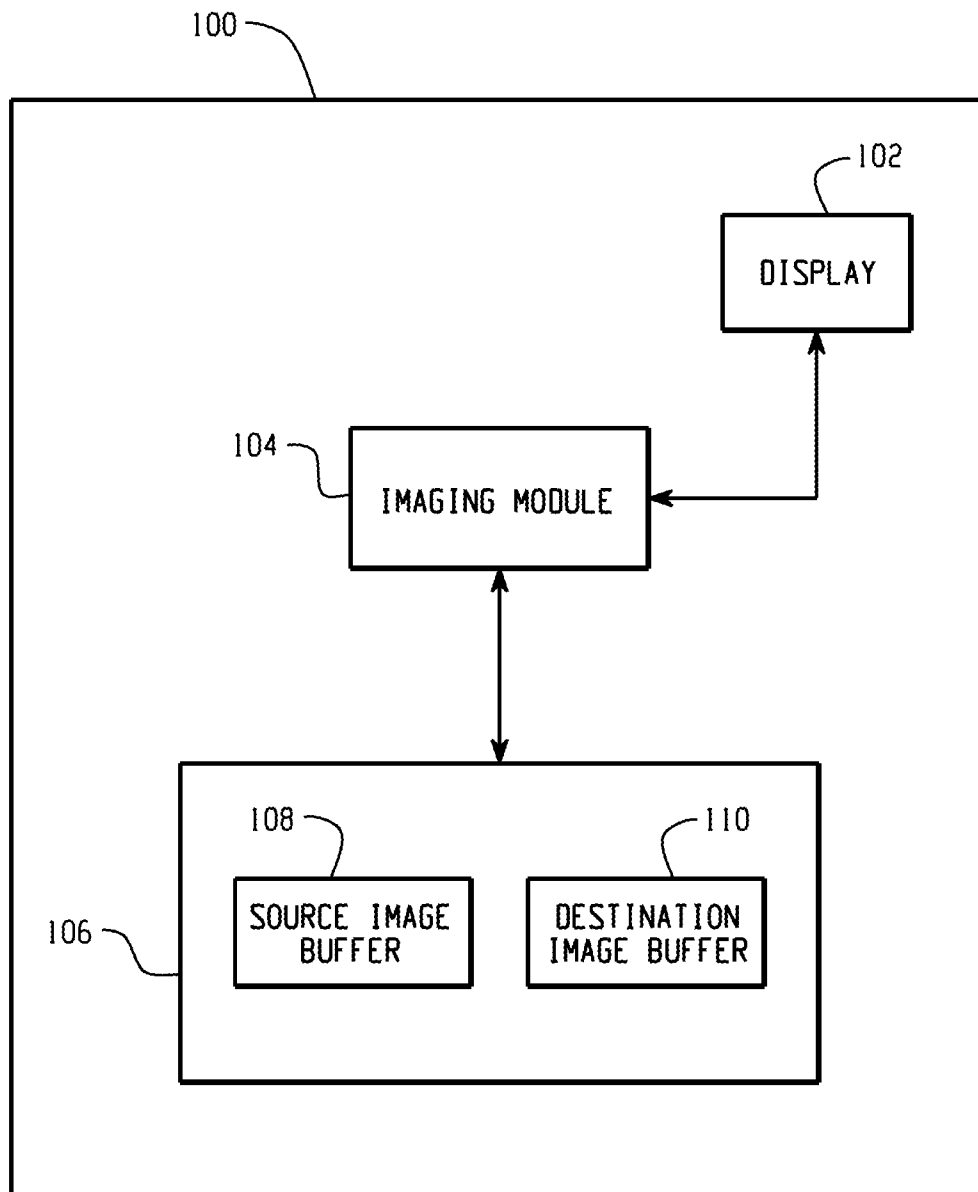 100
102
DISPLAY
104
IMAGING MODULE
108
110
SOURCE IMAGE
BUFFER
DESTINATION
IMAGE BUFFER
106